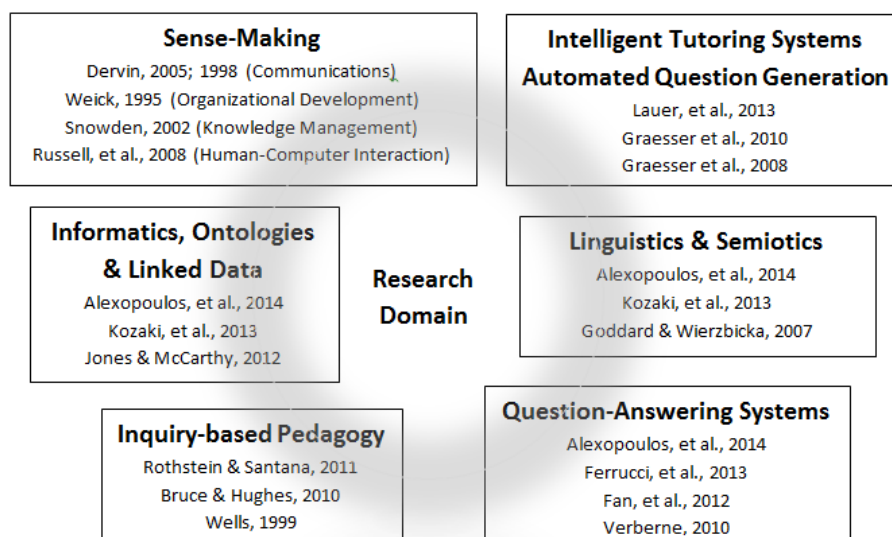 Sense-Making
Dervin, 2005; 1998 (Communications)
Weick, 1995 (Organizational Development)
Snowden, 2002 (Knowledge Management)
Russell, et al., 2008 (Human-Computer Interaction)
Intelligent Tutoring Systems
Automated Question Generation
Lauer, et al., 2013
Graesser et al., 2010
Graesser et al., 2008
Informatics, Ontologies
& Linked Data
Alexopoulos, et al., 2014
Kozaki, et al., 2013
Jones & McCarthy, 2012
Research
Domain
Linguistics & Semiotics
Alexopoulos, et al., 2014
Kozaki, et al., 2013
Goddard & Wierzbicka, 2007
Inquiry-based Pedagogy
Rothstein & Santana, 2011
Bruce & Hughes, 2010
Wells, 1999
Question-Answering Systems
Alexopoulos, et al., 2014
Ferrucci, et al., 2013
Fan, et al., 2012
Verberne, 2010